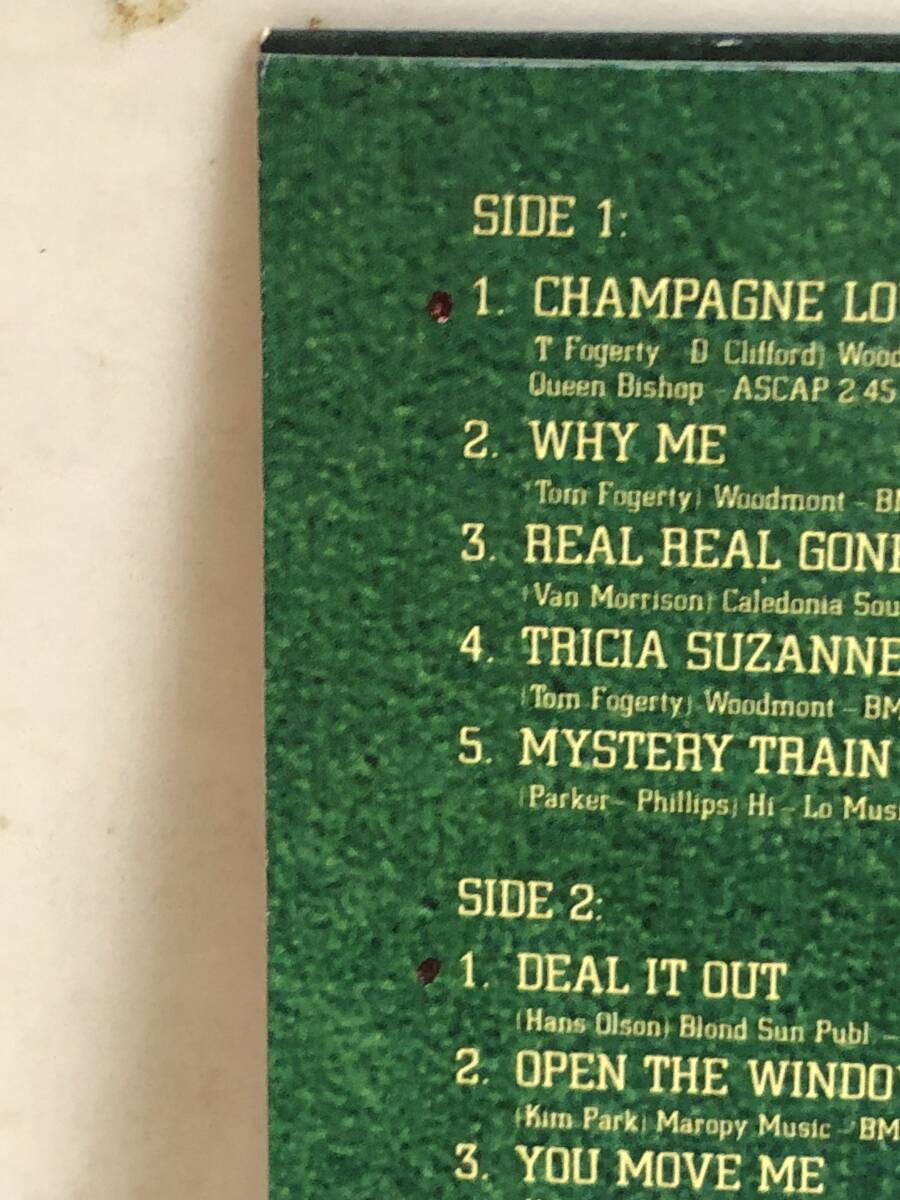 SIDE 1:
1. CHAMPAGNE LO
T Fogerty D Clifford) Wood
Queen Bishop - ASCAP 2 45
2. WHY ME
(Tom Fogerty) Woodmont - BM
3. REAL REAL GON
(Van Morrison) Caledonia Sou
4. TRICIA SUZANNE
(Tom Fogerty) Woodmont - BM
5. MYSTERY TRAIN
(Parker - Phillips) Hi - Lo Mus
SIDE 2:
1. DEAL IT OUT
(Hans Olson) Blond Sun Publ -
2. OPEN THE WINDO
(Kim Park) Maropy Music - BM
3. YOU MOVE ME